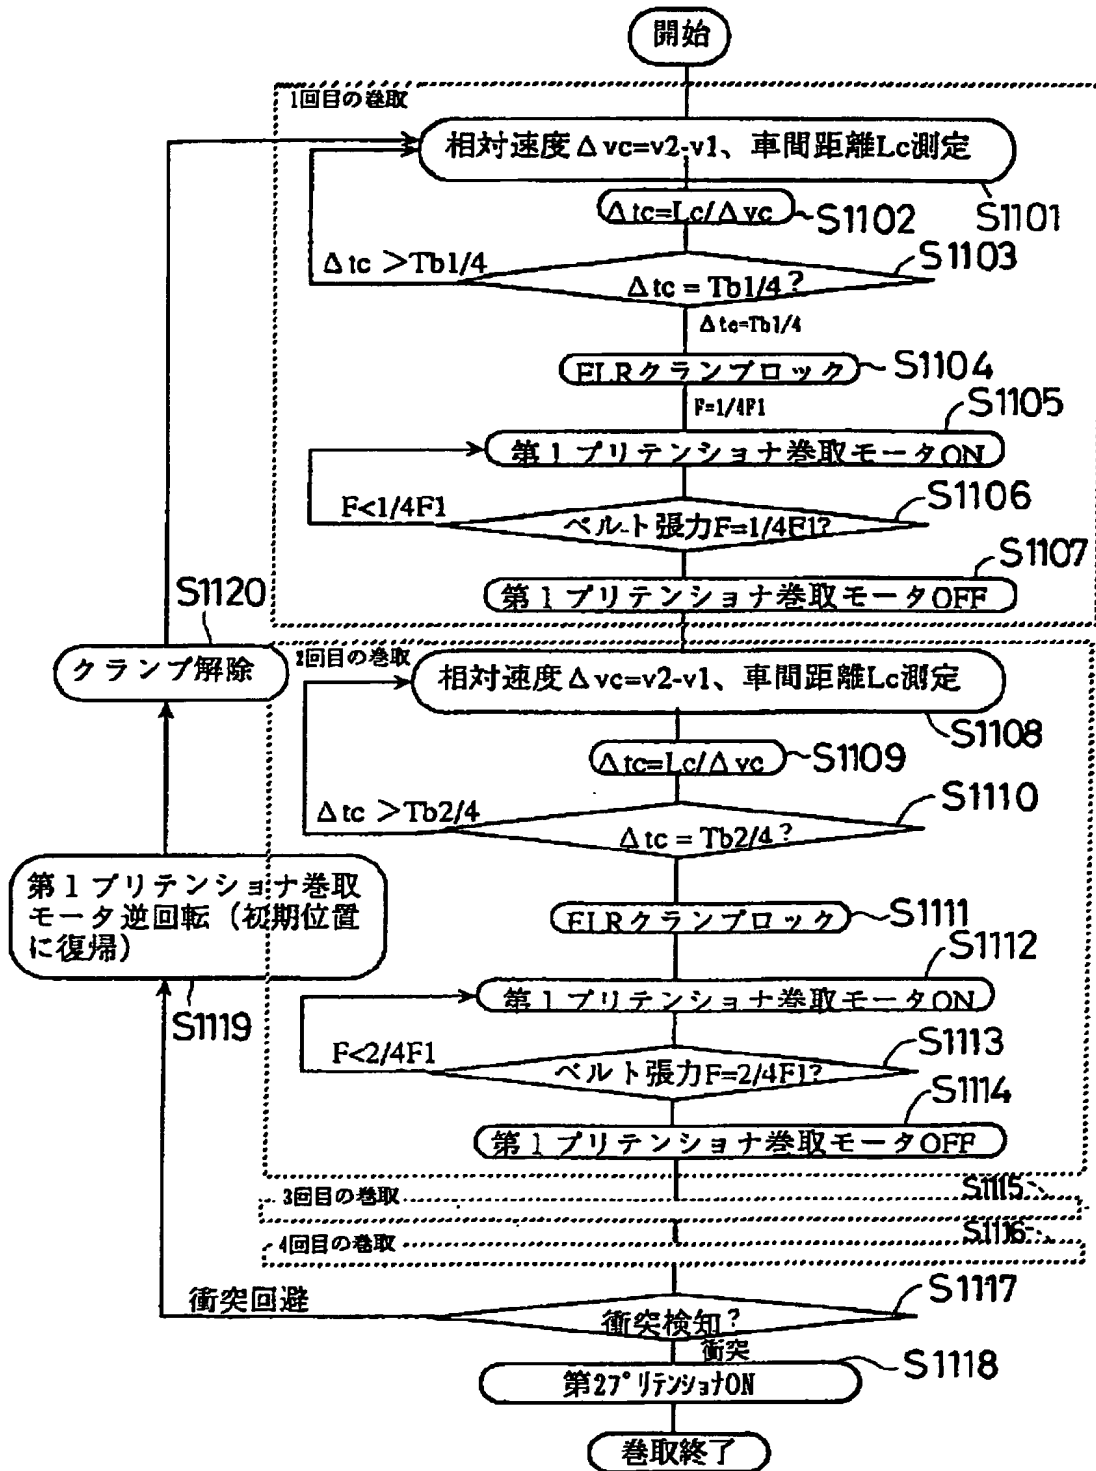 開始
1回目の巻取
相対速度Δvc=v2-v1、車間距離Lc測定
S1101
Δtc=Lc/Δvc
S1102
S1103
Δtc >Tb1/4
Δtc = Tb1/4?
Δtc=Tb1/4
ELRクランプロック
S1104
F=1/4F1
S1105
第1プリテンショナ巻取モータON
F<1/4F1
S1106
ベルト張力F=1/4F1?
S1107
第1プリテンショナ巻取モータOFF
S1120
クランプ解除
2回目の巻取
相対速度Δvc=v2-v1、車間距離Lc測定
S1108
Δtc=Lc/Δvc
S1109
S1110
Δtc >Tb2/4
Δtc = Tb2/4?
第1プリテンショナ巻取
モータ逆回転(初期位置
に復帰)
S1119
ELRクランプロック
S1111
S1112
第1プリテンショナ巻取モータON
F<2/4F1
S1113
ベルト張力F=2/4F1?
S1114
第1プリテンショナ巻取モータOFF
3回目の巻取
S1115
4回目の巻取
S1116
衝突回避
S1117
衝突検知?
衝突
S1118
第2プリテンショナON
巻取終了